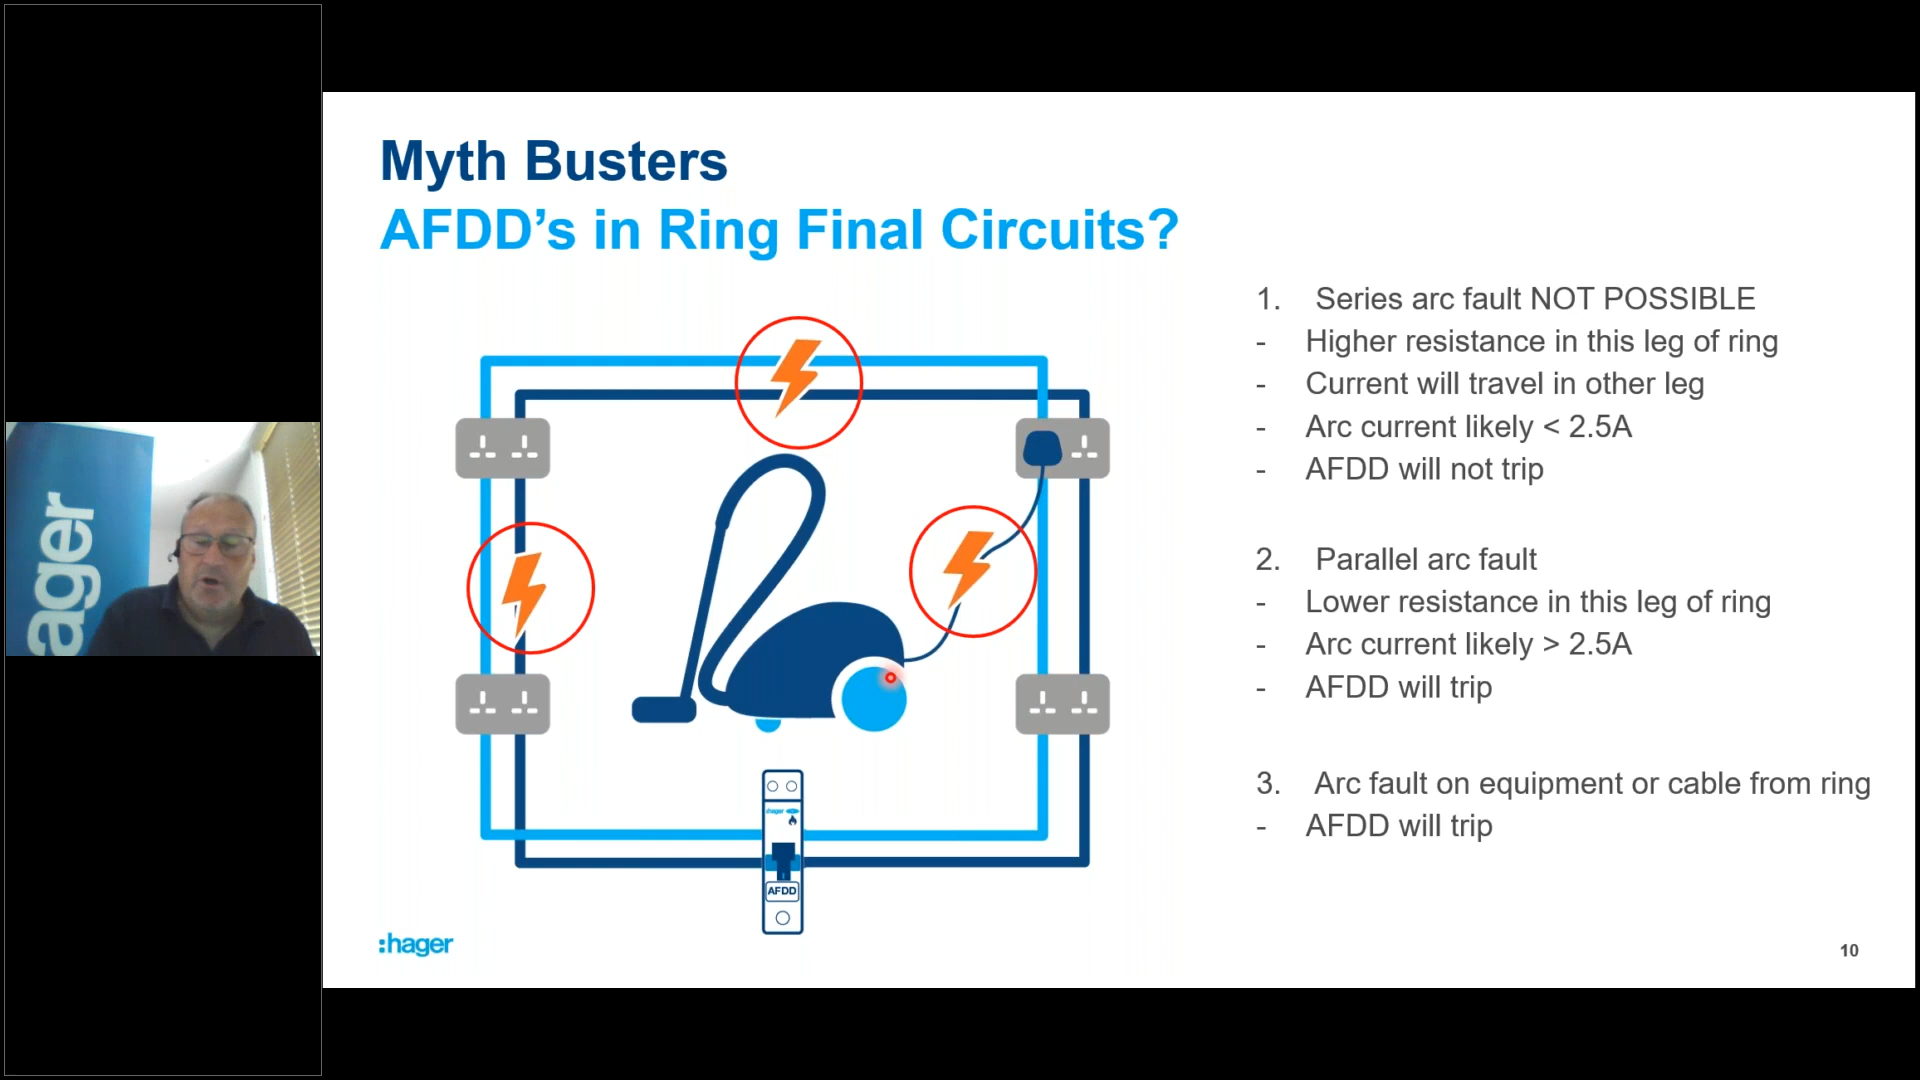 Myth Busters
AFDD’s in Ring Final Circuits?
1. Series arc fault NOT POSSIBLE
- Higher resistance in this leg of ring
- Current will travel in other leg
- Arc current likely < 2.5A
- AFDD will not trip
2. Parallel arc fault
- Lower resistance in this leg of ring
- Arc current likely > 2.5A
- AFDD will trip
3. Arc fault on equipment or cable from ring
- AFDD will trip
ager
:hager
AFDD
:hager
10